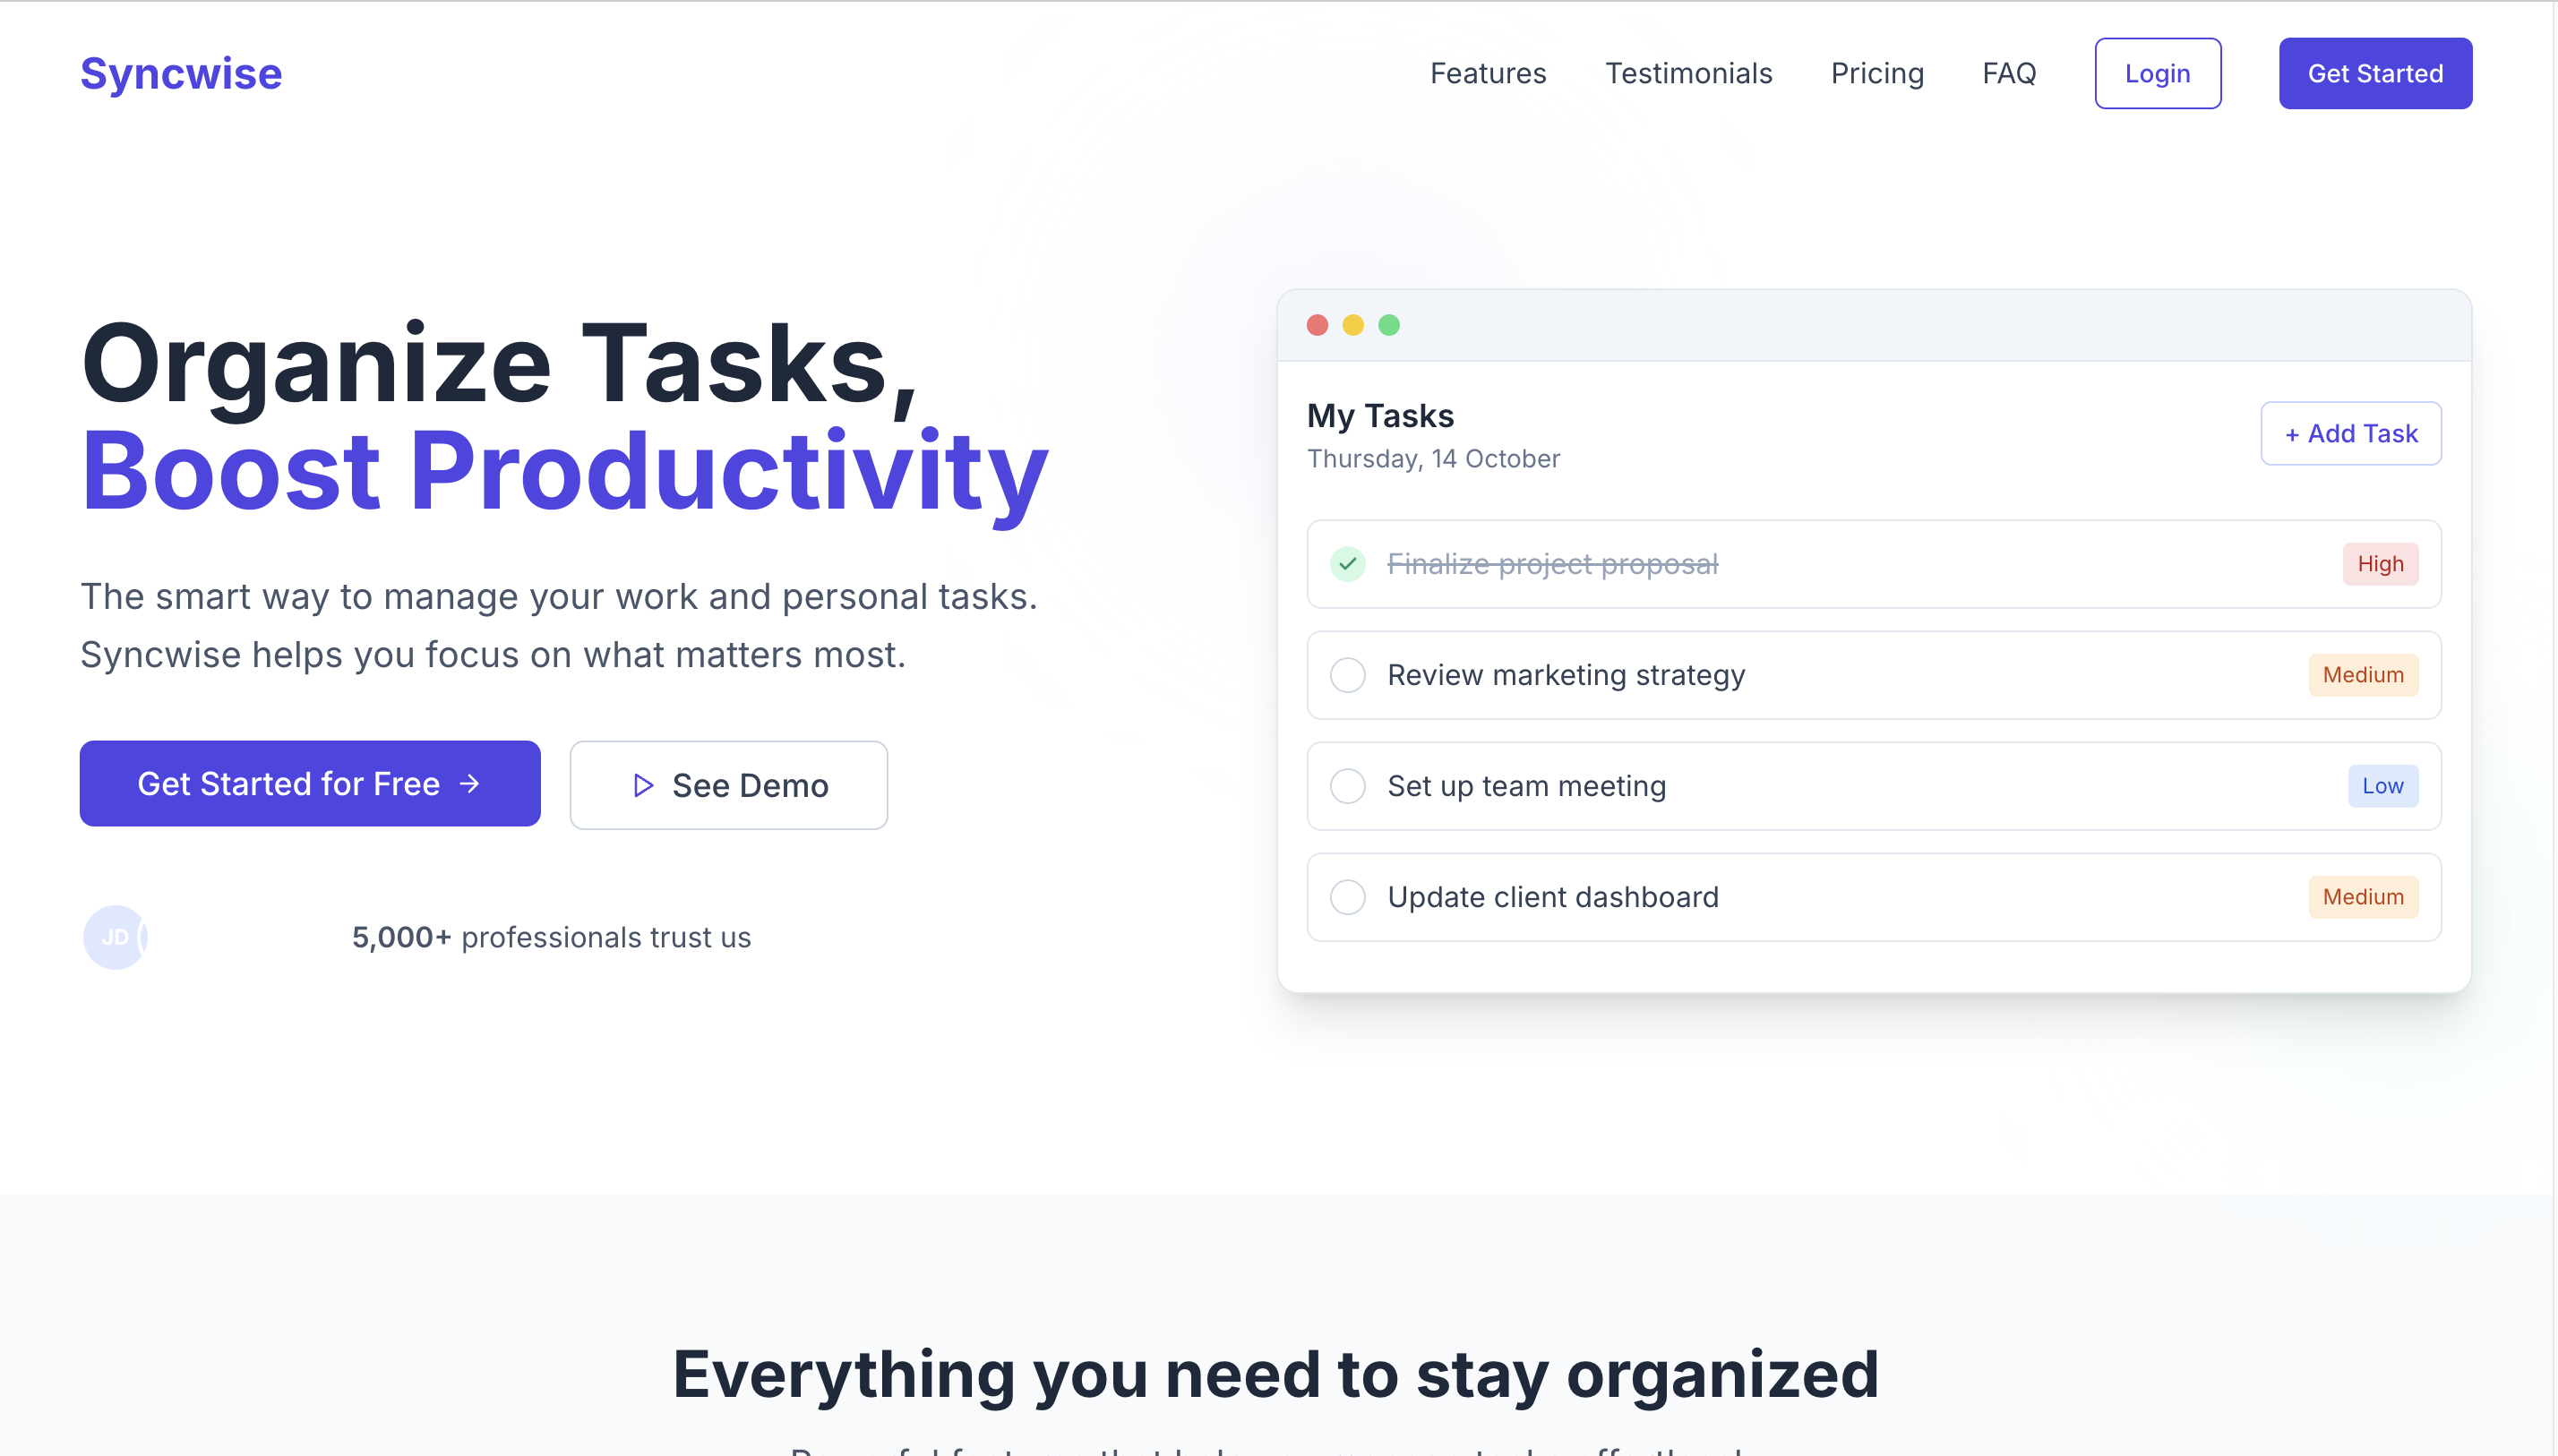 Syncwise
Features
Testimonials
Pricing
FAQ
Login
Get Started
Organize Tasks,
Boost Productivity
The smart way to manage your work and personal tasks.
Syncwise helps you focus on what matters most.
Get Started for Free →
See Demo
JD
5,000+ professionals trust us
My Tasks
Thursday, 14 October
+ Add Task
Finalize project proposal
High
Review marketing strategy
Medium
Set up team meeting
Low
Update client dashboard
Medium
Everything you need to stay organized